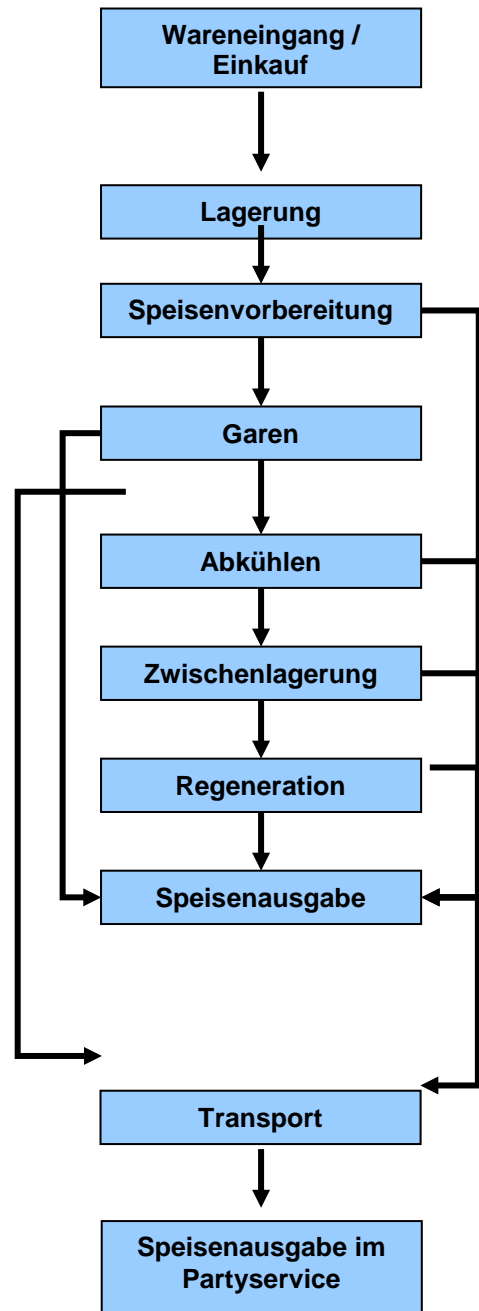 Wareneingang /
Einkauf
Lagerung
Speisenvorbereitung
Garen
Abkühlen
Zwischenlagerung
Regeneration
Speisenausgabe
Transport
Speisenausgabe im
Partyservice